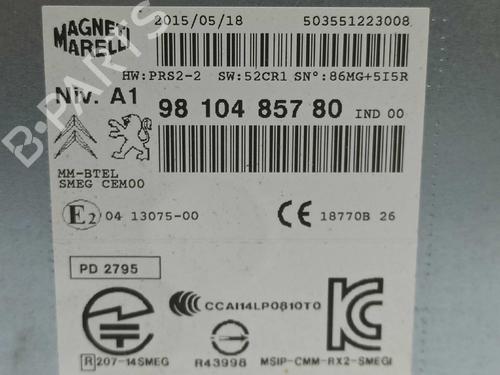 MAGNETI MARELLI
2015/05/18 503551223008
HW:PRS2-2 SW:52CR1 SN°:86MG+5I5R
Niv. A1 98 104 857 80 IND 00
MM-BTEL
SMEG CEM00
E2 04 13075-00 CE 18770B 26
PD 2795
CCAI14LP0810T0
R 207-14SMEG R43998 MSIP-CMM-RX2-SMEGI
B-PARTS